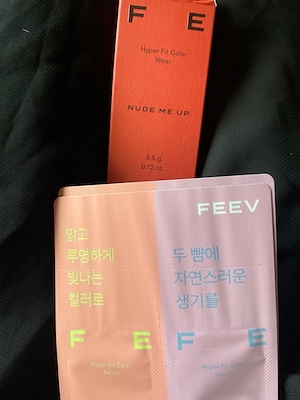 F E
Hyper-Fit Color
Wear
NUDE ME UP
3.5 g
0.12 oz
FEEV
맑고
투명하게
빛나는
컬러로
두 뺨에
자연스러운
생기를
F E
F E
Hyper-Fit Color
Serum
Hyper-Fit Color
Serum